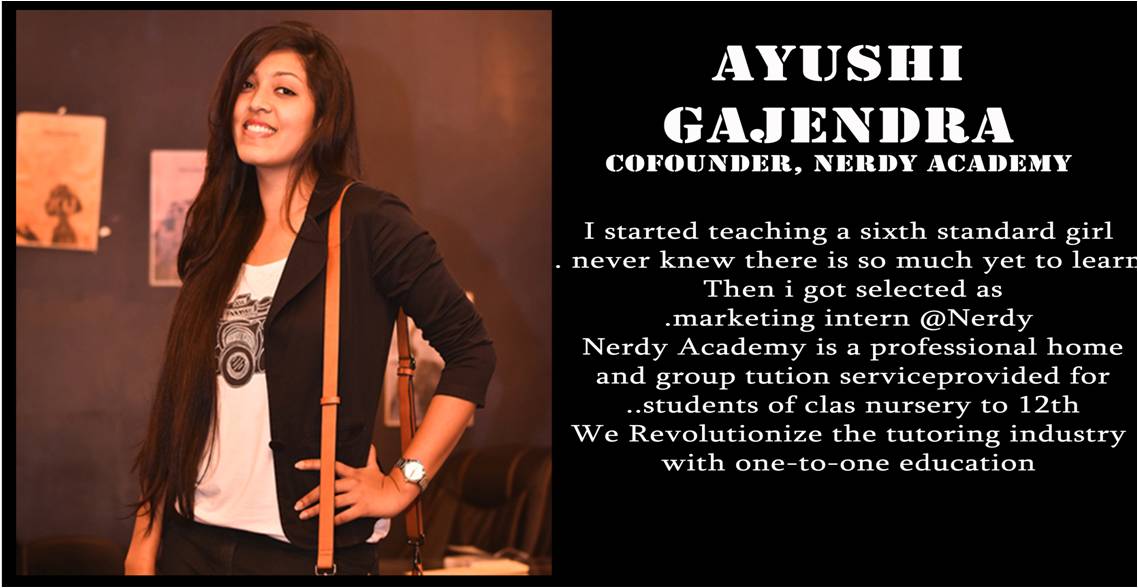 AYUSHI
GAJENDRA
COFOUNDER, NERDY ACADEMY
I started teaching a sixth standard girl
. never knew there is so much yet to learn
Then i got selected as
.marketing intern @Nerdy
Nerdy Academy is a professional home
and group tution serviceprovided for
..students of clas nursery to 12th
We Revolutionize the tutoring industry
with one-to-one education